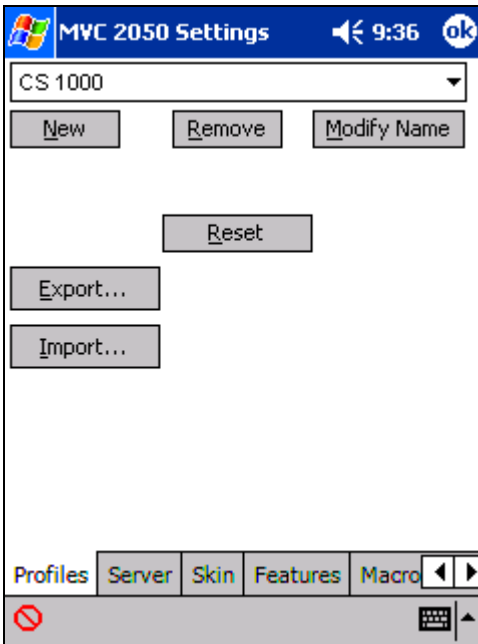 MVC 2050 Settings 9:36 ok
CS 1000
New Remove Modify Name
Reset
Export...
Import...
Profiles Server Skin Features Macro